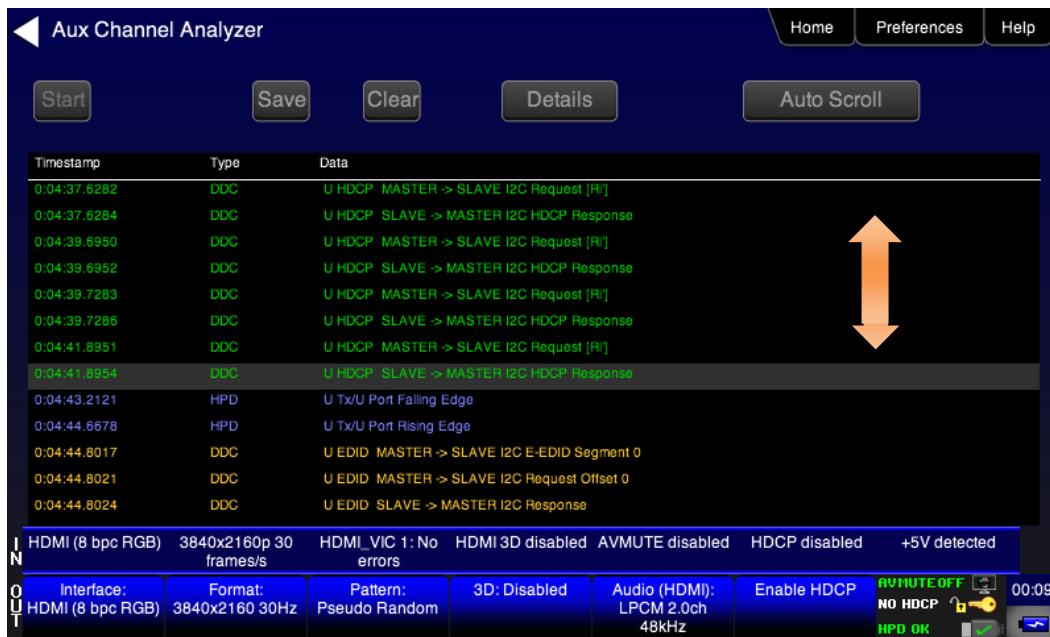 Aux Channel Analyzer
Home
Preferences
Help
Start
Save
Clear
Details
Auto Scroll
Timestamp Type Data
0:04:37.6282 DDC U HDCP MASTER -> SLAVE I2C Request [Ri']
0:04:37.6284 DDC U HDCP SLAVE -> MASTER I2C HDCP Response
0:04:39.6950 DDC U HDCP MASTER -> SLAVE I2C Request [Ri']
0:04:39.6952 DDC U HDCP SLAVE -> MASTER I2C HDCP Response
0:04:39.7283 DDC U HDCP MASTER -> SLAVE I2C Request [Ri']
0:04:39.7286 DDC U HDCP SLAVE -> MASTER I2C HDCP Response
0:04:41.8951 DDC U HDCP MASTER -> SLAVE I2C Request [Ri']
0:04:41.8954 DDC U HDCP SLAVE -> MASTER I2C HDCP Response
0:04:43.2121 HPD U Tx/U Port Falling Edge
0:04:44.6678 HPD U Tx/U Port Rising Edge
0:04:44.8017 DDC U EDID MASTER -> SLAVE I2C E-EDID Segment 0
0:04:44.8021 DDC U EDID MASTER -> SLAVE I2C Request Offset 0
0:04:44.8024 DDC U EDID SLAVE -> MASTER I2C Response
IN
HDMI (8 bpc RGB)
3840x2160p 30
frames/s
HDMI_VIC 1: No
errors
HDMI 3D disabled
AVMUTE disabled
HDCP disabled
+5V detected
OUT
Interface:
HDMI (8 bpc RGB)
Format:
3840x2160 30Hz
Pattern:
Pseudo Random
3D: Disabled
Audio (HDMI):
LPCM 2.0ch
48kHz
Enable HDCP
AVMUTE OFF
NO HDCP
HPD OK
00:09